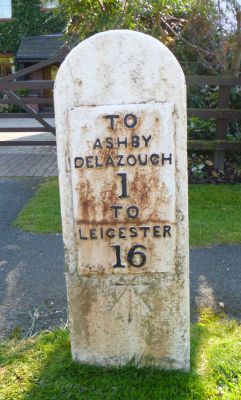 TO
ASHBY
DELAZOUCH
1
TO
LEICESTER
16